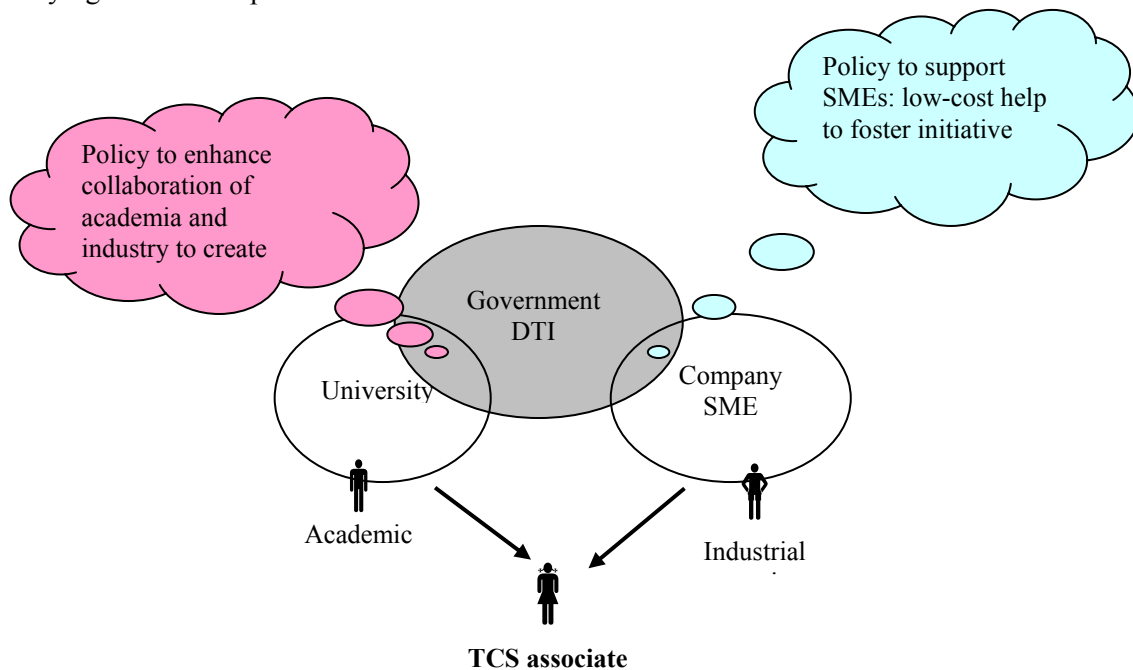 Policy to support
SMEs: low-cost help
to foster initiative
Policy to enhance
collaboration of
academia and
industry to create
Government
DTI
University
Company
SME
Academic
Industrial
TCS associate